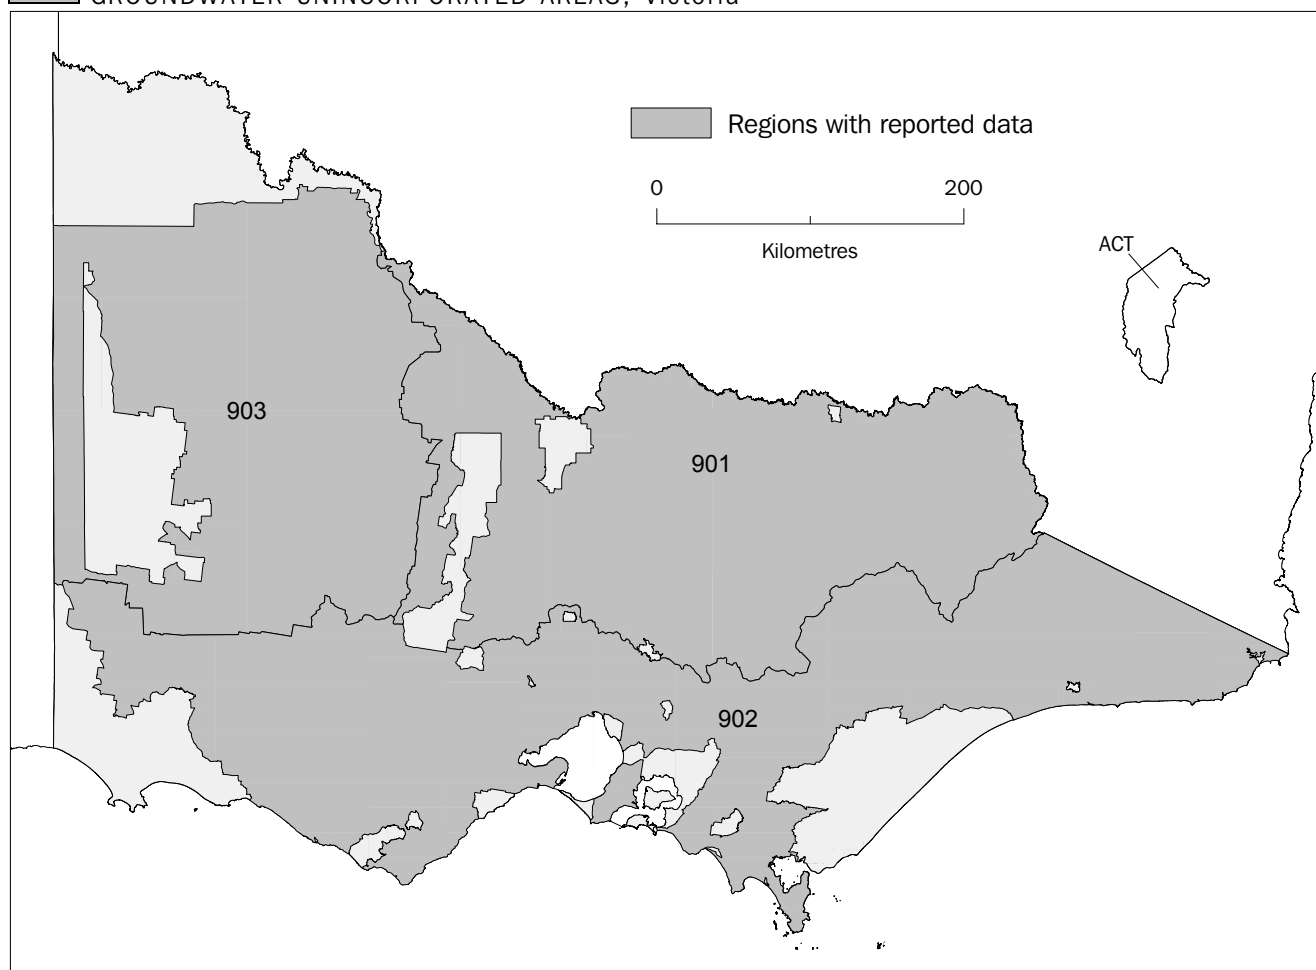 GROUNDWATER UNINCORPORATED AREAS, Victoria
Regions with reported data
0 200
Kilometres
ACT
903
901
902